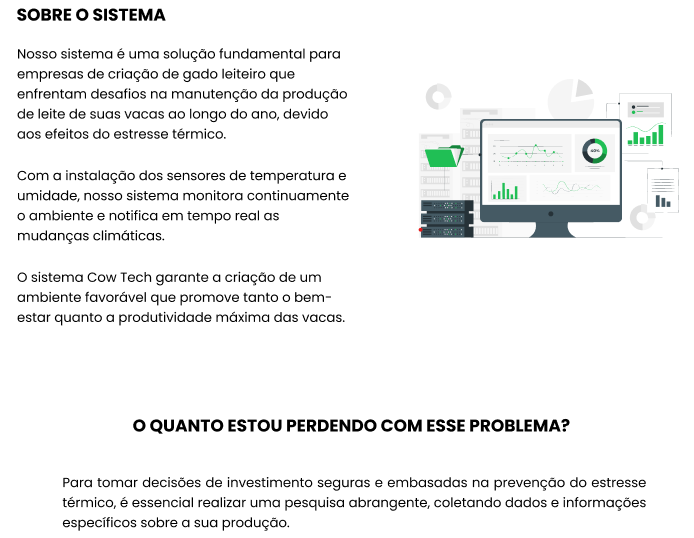 SOBRE O SISTEMA
Nosso sistema é uma solução fundamental para
empresas de criação de gado leiteiro que
enfrentam desafios na manutenção da produção
de leite de suas vacas ao longo do ano, devido
aos efeitos do estresse térmico.
Com a instalação dos sensores de temperatura e
umidade, nosso sistema monitora continuamente
o ambiente e notifica em tempo real as
mudanças climáticas.
O sistema Cow Tech garante a criação de um
ambiente favorável que promove tanto o bem-
estar quanto a produtividade máxima das vacas.
O QUANTO ESTOU PERDENDO COM ESSE PROBLEMA?
Para tomar decisões de investimento seguras e embasadas na prevenção do estresse
térmico, é essencial realizar uma pesquisa abrangente, coletando dados e informações
específicos sobre a sua produção.